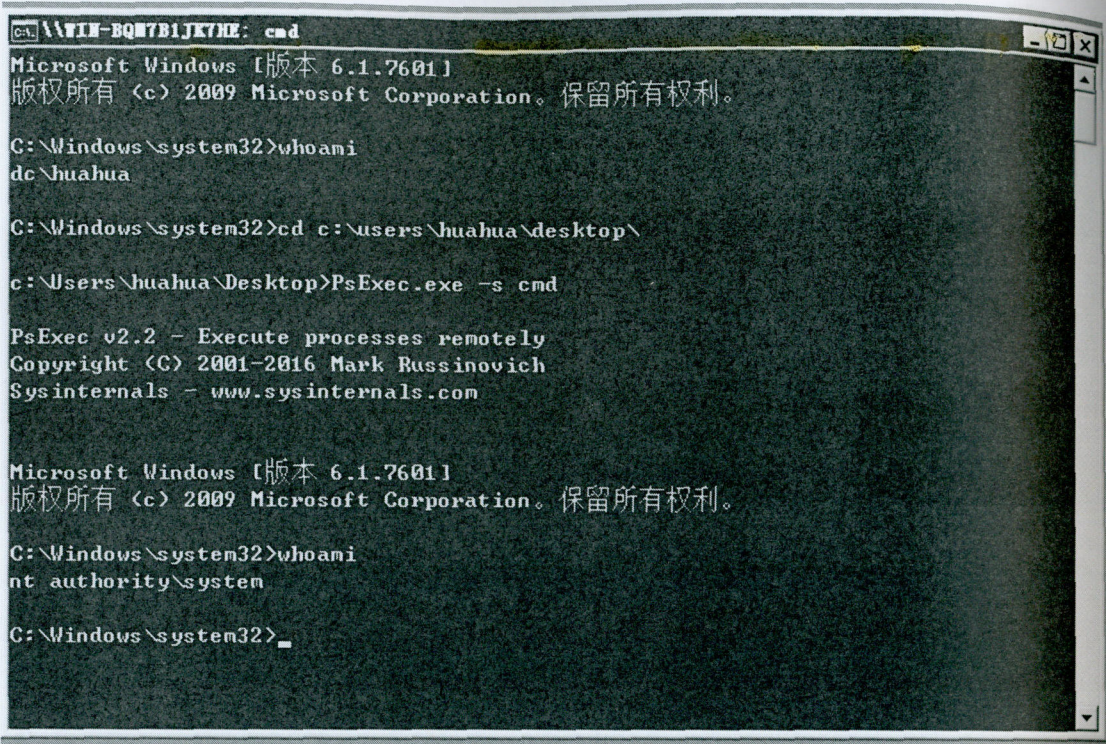 C:\. \\WIN-BQM7B1JK7HE: cmd
Microsoft Windows [版本 6.1.7601]
版权所有 (c) 2009 Microsoft Corporation。保留所有权利。
C:\Windows\system32>whoami
dc\huahua
C:\Windows\system32>cd c:\users\huahua\desktop\
c:\Users\huahua\Desktop>PsExec.exe -s cmd
PsExec v2.2 - Execute processes remotely
Copyright (C) 2001-2016 Mark Russinovich
Sysinternals - www.sysinternals.com
Microsoft Windows [版本 6.1.7601]
版权所有 (c) 2009 Microsoft Corporation。保留所有权利。
C:\Windows\system32>whoami
nt authority\system
C:\Windows\system32>_